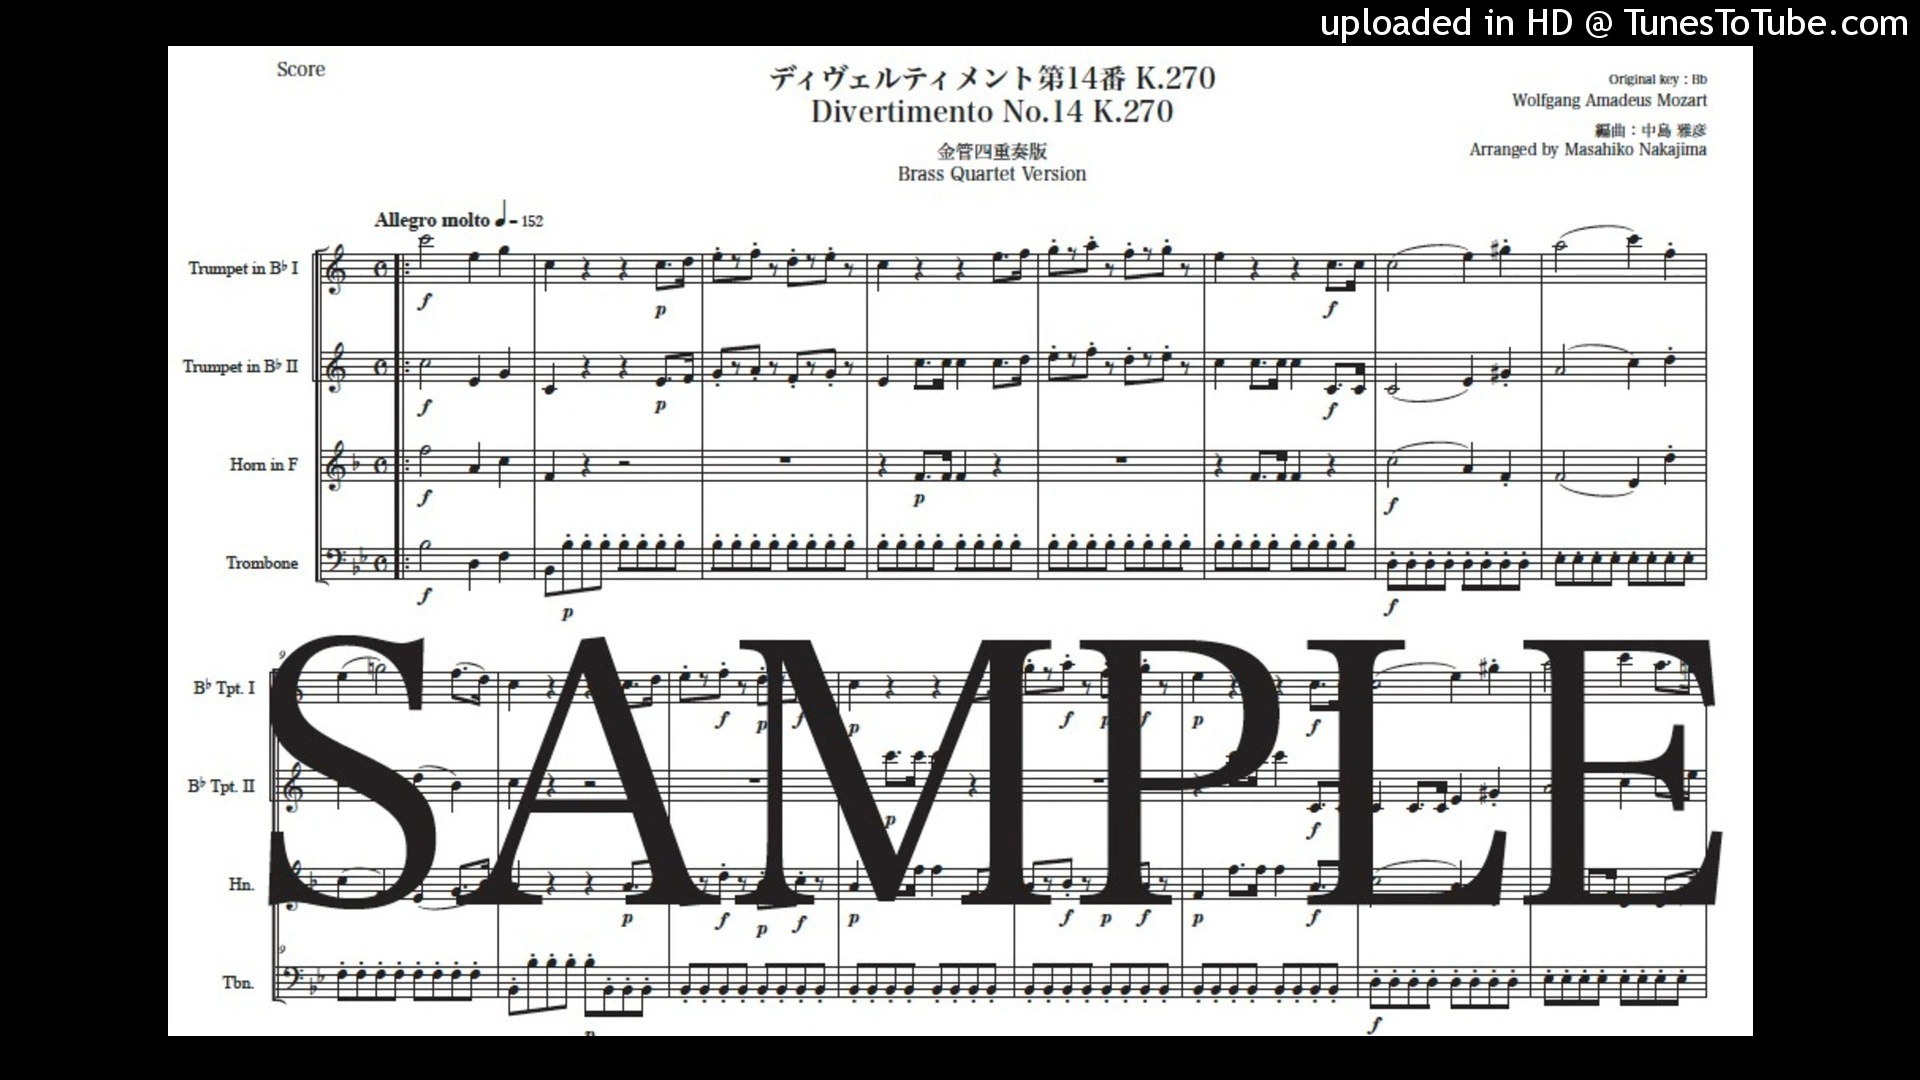 uploaded in HD @ TunesToTube.com
Score
ディヴェルティメント第14番 K.270
Divertimento No.14 K.270
金管四重奏版
Brass Quartet Version
Original key : Bb
Wolfgang Amadeus Mozart
編曲:中島 雅彦
Arranged by Masahiko Nakajima
Allegro molto ♩=152
Trumpet in B♭ I
f p f
Trumpet in B♭ II
f p f
Horn in F
f p f
Trombone
f p f
SAMPLE
9
B♭ Tpt. I
f p f p f p f p f
B♭ Tpt. II
p f
Hn.
p f p f p f p f p f
9
Tbn.
p f